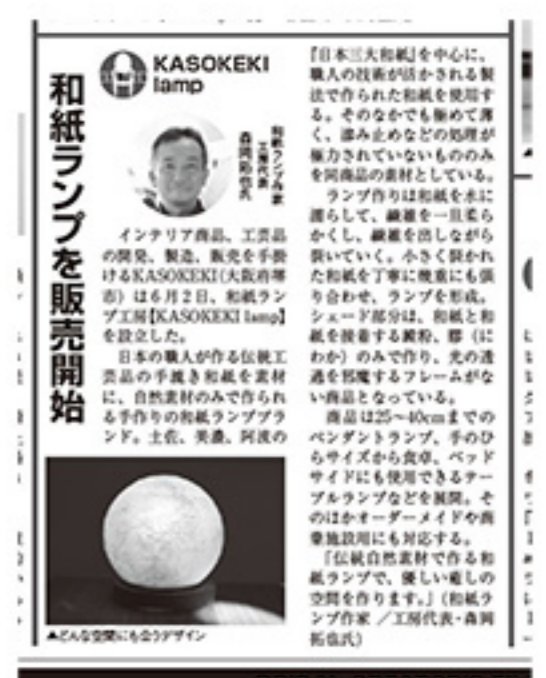 KASOKEKI
lamp
和紙ランプを販売開始
和紙ランプ作家
工房代表
森岡拓也氏
インテリア商品、工芸品
の開発、製造、販売を手掛
けるKASOKEKI(大阪府堺
市)は6月2日、和紙ラン
プ工房【KASOKEKI lamp】
を設立した。
日本の職人が作る伝統工
芸品の手漉き和紙を素材
に、自然素材のみで作られ
る手作りの和紙ランプブラ
ンド。土佐、美濃、阿波の
『日本三大和紙』を中心に、
職人の技術が活かされる製
法で作られた和紙を使用す
る。そのなかでも極めて薄
く、滲み止めなどの処理が
極力されていないもののみ
を同商品の素材としている。
ランプ作りは和紙を水に
濡らして、繊維を一旦柔ら
かくし、繊維を出しながら
裂いていく。小さく裂かれ
た和紙を丁寧に幾重にも張
り合わせ、ランプを形成。
シェード部分は、和紙と和
紙を接着する澱粉、膠(に
わか)のみで作り、光の透
過を邪魔するフレームがな
い商品となっている。
商品は25〜40cmまでの
ペンダントランプ、手のひ
らサイズから食卓、ベッド
サイドにも使用できるテー
ブルランプなどを展開。そ
のほかオーダーメイドや商
業施設用にも対応する。
「伝統自然素材で作る和
紙ランプで、優しい癒しの
空間を作ります。」(和紙ラ
ンプ作家／工房代表・森岡
拓也氏)
▲どんな空間にも合うデザイン